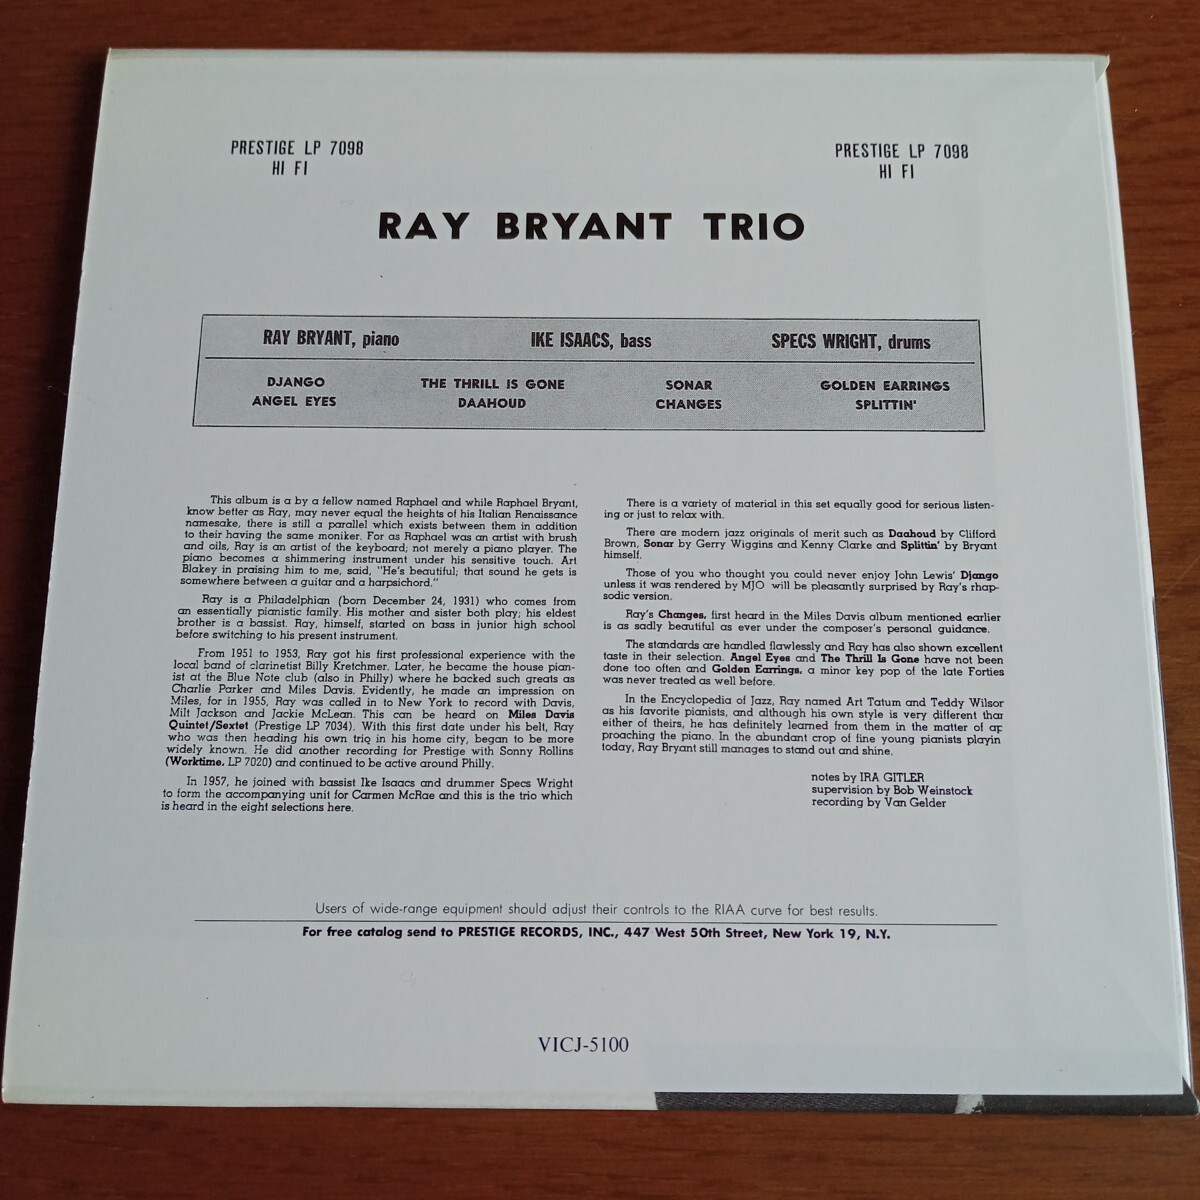 PRESTIGE LP 7098
HI FI
PRESTIGE LP 7098
HI FI
RAY BRYANT TRIO
RAY BRYANT, piano
IKE ISAACS, bass
SPECS WRIGHT, drums
DJANGO
ANGEL EYES
THE THRILL IS GONE
DAAHOUD
SONAR
CHANGES
GOLDEN EARRINGS
SPLITTIN'
This album is a by a fellow named Raphael and while Raphael Bryant,
know better as Ray, may never equal the heights of his Italian Renaissance
namesake, there is still a parallel which exists between them in addition
to their having the same moniker. For as Raphael was an artist with brush
and oils, Ray is an artist of the keyboard; not merely a piano player. The
piano becomes a shimmering instrument under his sensitive touch. Art
Blakey in praising him to me, said, "He's beautiful; that sound he gets is
somewhere between a guitar and a harpsichord."
Ray is a Philadelphian (born December 24, 1931) who comes from
an essentially pianistic family. His mother and sister both play; his eldest
brother is a bassist. Ray, himself, started on bass in junior high school
before switching to his present instrument.
From 1951 to 1953, Ray got his first professional experience with the
local band of clarinetist Billy Kretchmer. Later, he became the house pian-
ist at the Blue Note club (also in Philly) where he backed such greats as
Charlie Parker and Miles Davis. Evidently, he made an impression on
Miles, for in 1955, Ray was called in to New York to record with Davis,
Milt Jackson and Jackie McLean. This can be heard on Miles Davis
Quintet/Sextet (Prestige LP 7034). With this first date under his belt, Ray
who was then heading his own trio in his home city, began to be more
widely known. He did another recording for Prestige with Sonny Rollins
(Worktime, LP 7020) and continued to be active around Philly.
In 1957, he joined with bassist Ike Isaacs and drummer Specs Wright
to form the accompanying unit for Carmen McRae and this is the trio which
is heard in the eight selections here.
There is a variety of material in this set equally good for serious listen-
ing or just to relax with.
There are modern jazz originals of merit such as Daahoud by Clifford
Brown, Sonar by Gerry Wiggins and Kenny Clarke and Splittin' by Bryant
himself.
Those of you who thought you could never enjoy John Lewis' Django
unless it was rendered by MJO will be pleasantly surprised by Ray's rhap-
sodic version.
Ray's Changes, first heard in the Miles Davis album mentioned earlier
is as sadly beautiful as ever under the composer's personal guidance.
The standards are handled flawlessly and Ray has also shown excellent
taste in their selection. Angel Eyes and The Thrill Is Gone have not been
done too often and Golden Earrings, a minor key pop of the late Forties
was never treated as well before.
In the Encyclopedia of Jazz, Ray named Art Tatum and Teddy Wilsor
as his favorite pianists, and although his own style is very different thar
either of theirs, he has definitely learned from them in the matter of ap
proaching the piano. In the abundant crop of fine young pianists playin
today, Ray Bryant still manages to stand out and shine.
notes by IRA GITLER
supervision by Bob Weinstock
recording by Van Gelder
Users of wide-range equipment should adjust their controls to the RIAA curve for best results.
For free catalog send to PRESTIGE RECORDS, INC., 447 West 50th Street, New York 19, N.Y.
VICJ-5100